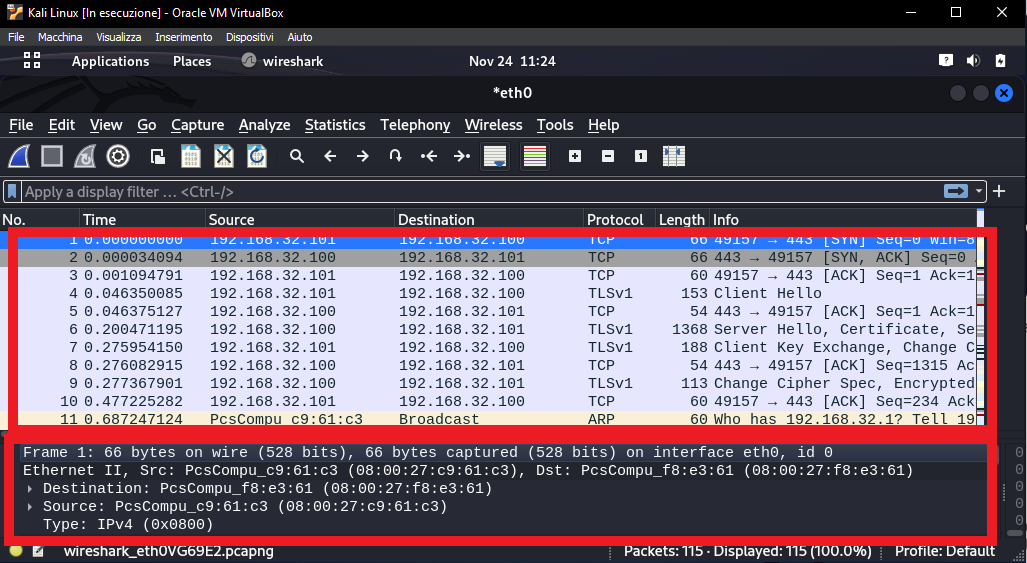 Kali Linux [In esecuzione] - Oracle VM VirtualBox
File Macchina Visualizza Inserimento Dispositivi Aiuto
Applications Places wireshark Nov 24 11:24
*eth0
File Edit View Go Capture Analyze Statistics Telephony Wireless Tools Help
Apply a display filter … <Ctrl-/>
No. Time Source Destination Protocol Length Info
1 0.000000000 192.168.32.101 192.168.32.100 TCP 66 49157 → 443 [SYN] Seq=0 Win=8
2 0.000034094 192.168.32.100 192.168.32.101 TCP 66 443 → 49157 [SYN, ACK] Seq=0
3 0.001094791 192.168.32.101 192.168.32.100 TCP 60 49157 → 443 [ACK] Seq=1 Ack=1
4 0.046350085 192.168.32.101 192.168.32.100 TLSv1 153 Client Hello
5 0.046375127 192.168.32.100 192.168.32.101 TCP 54 443 → 49157 [ACK] Seq=1 Ack=1
6 0.200471195 192.168.32.100 192.168.32.101 TLSv1 1368 Server Hello, Certificate, Se
7 0.275954150 192.168.32.101 192.168.32.100 TLSv1 188 Client Key Exchange, Change C
8 0.276082915 192.168.32.100 192.168.32.101 TCP 54 443 → 49157 [ACK] Seq=1315 Ac
9 0.277367901 192.168.32.100 192.168.32.101 TLSv1 113 Change Cipher Spec, Encrypted
10 0.477225282 192.168.32.101 192.168.32.100 TCP 60 49157 → 443 [ACK] Seq=234 Ack
11 0.687247124 PcsCompu_c9:61:c3 Broadcast ARP 60 Who has 192.168.32.1? Tell 19
Frame 1: 66 bytes on wire (528 bits), 66 bytes captured (528 bits) on interface eth0, id 0
Ethernet II, Src: PcsCompu_c9:61:c3 (08:00:27:c9:61:c3), Dst: PcsCompu_f8:e3:61 (08:00:27:f8:e3:61)
Destination: PcsCompu_f8:e3:61 (08:00:27:f8:e3:61)
Source: PcsCompu_c9:61:c3 (08:00:27:c9:61:c3)
Type: IPv4 (0x0800)
wireshark_eth0VG69E2.pcapng Packets: 115 · Displayed: 115 (100.0%) Profile: Default